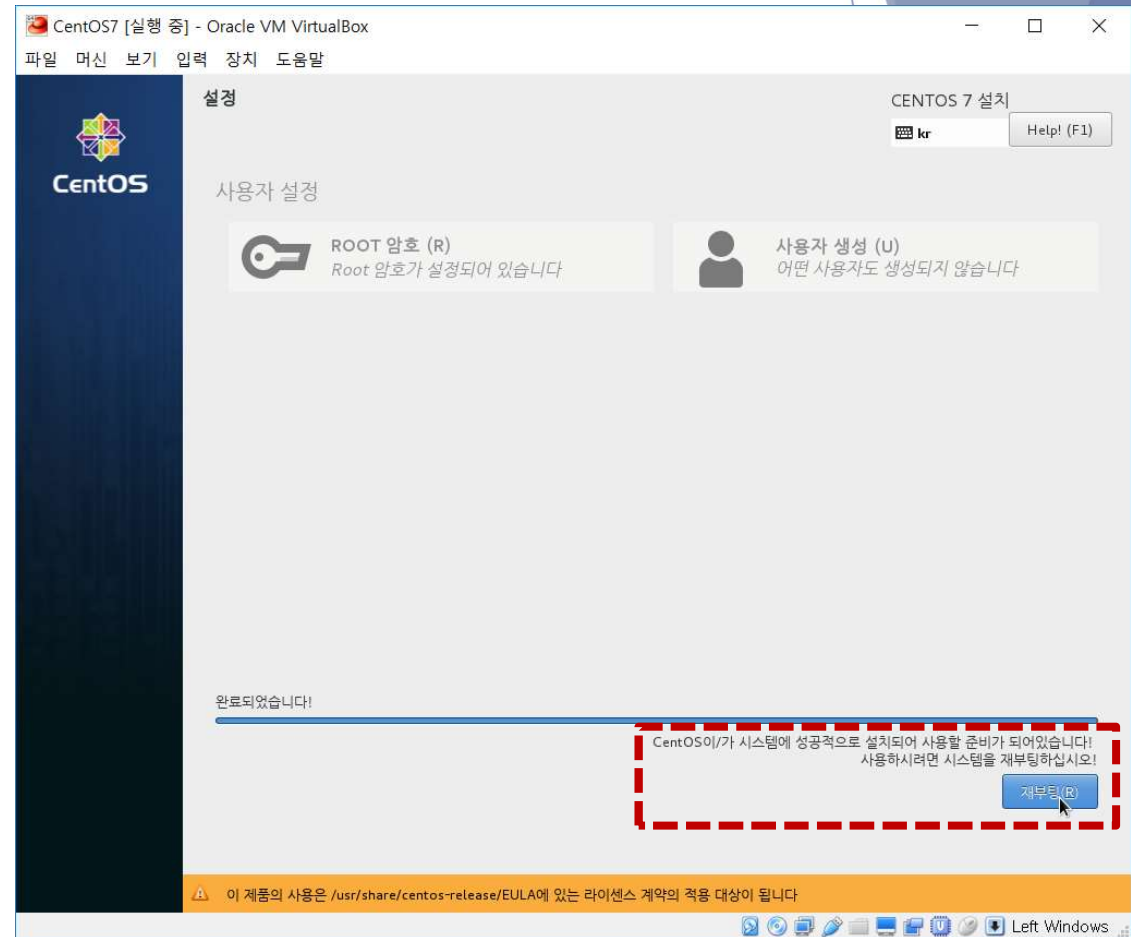 CentOS7 [실행 중] - Oracle VM VirtualBox
파일 머신 보기 입력 장치 도움말
설정
CENTOS 7 설치
kr
Help! (F1)
CentOS
사용자 설정
ROOT 암호 (R)
Root 암호가 설정되어 있습니다
사용자 생성 (U)
어떤 사용자도 생성되지 않습니다
완료되었습니다!
CentOS이/가 시스템에 성공적으로 설치되어 사용할 준비가 되어있습니다!
사용하시려면 시스템을 재부팅하십시오!
재부팅(R)
이 제품의 사용은 /usr/share/centos-release/EULA에 있는 라이센스 계약의 적용 대상이 됩니다
Left Windows